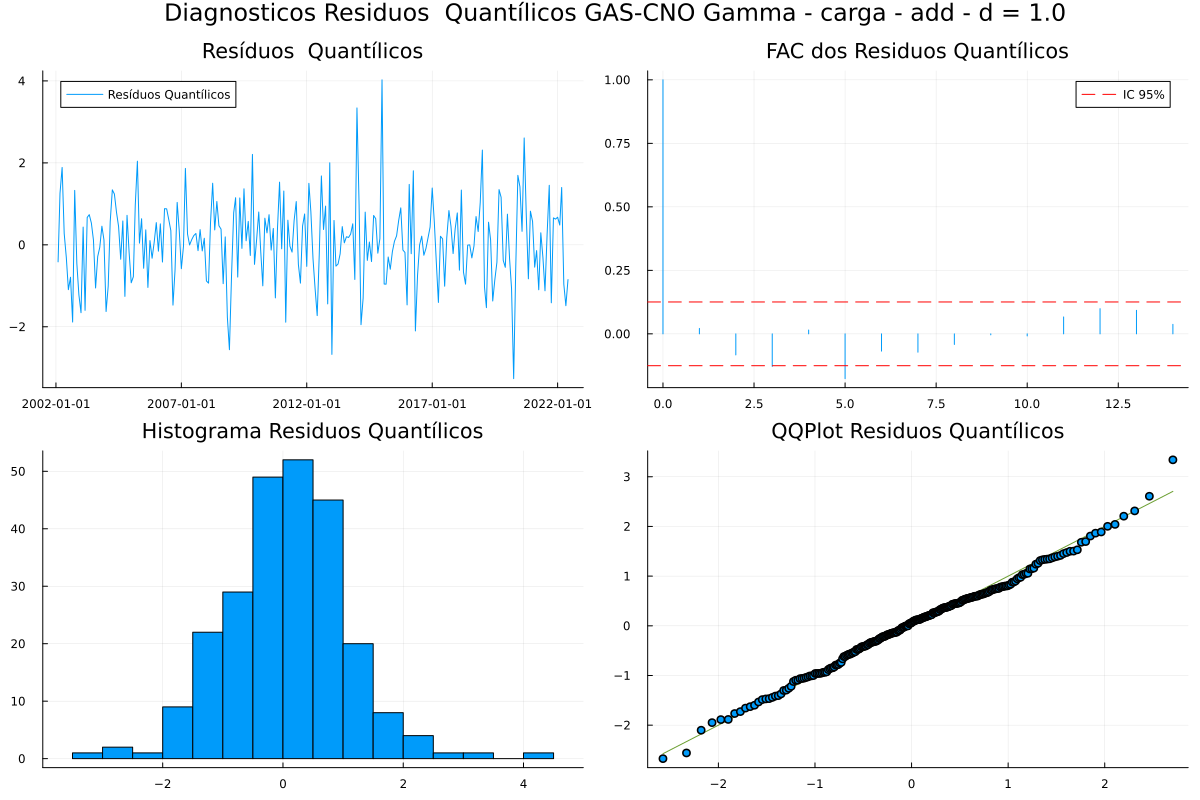 Diagnosticos Residuos  Quantílicos GAS-CNO Gamma - carga - add - d = 1.0
Resíduos  Quantílicos
4
2
0
−2
Resíduos Quantílicos
2002-01-01 2007-01-01 2012-01-01 2017-01-01 2022-01-01
FAC dos Residuos Quantílicos
1.00
0.75
0.50
0.25
0.00
IC 95%
0.0 2.5 5.0 7.5 10.0 12.5
Histograma Residuos Quantílicos
50
40
30
20
10
0
−2 0 2 4
QQPlot Residuos Quantílicos
3
2
1
0
−1
−2
−2 −1 0 1 2